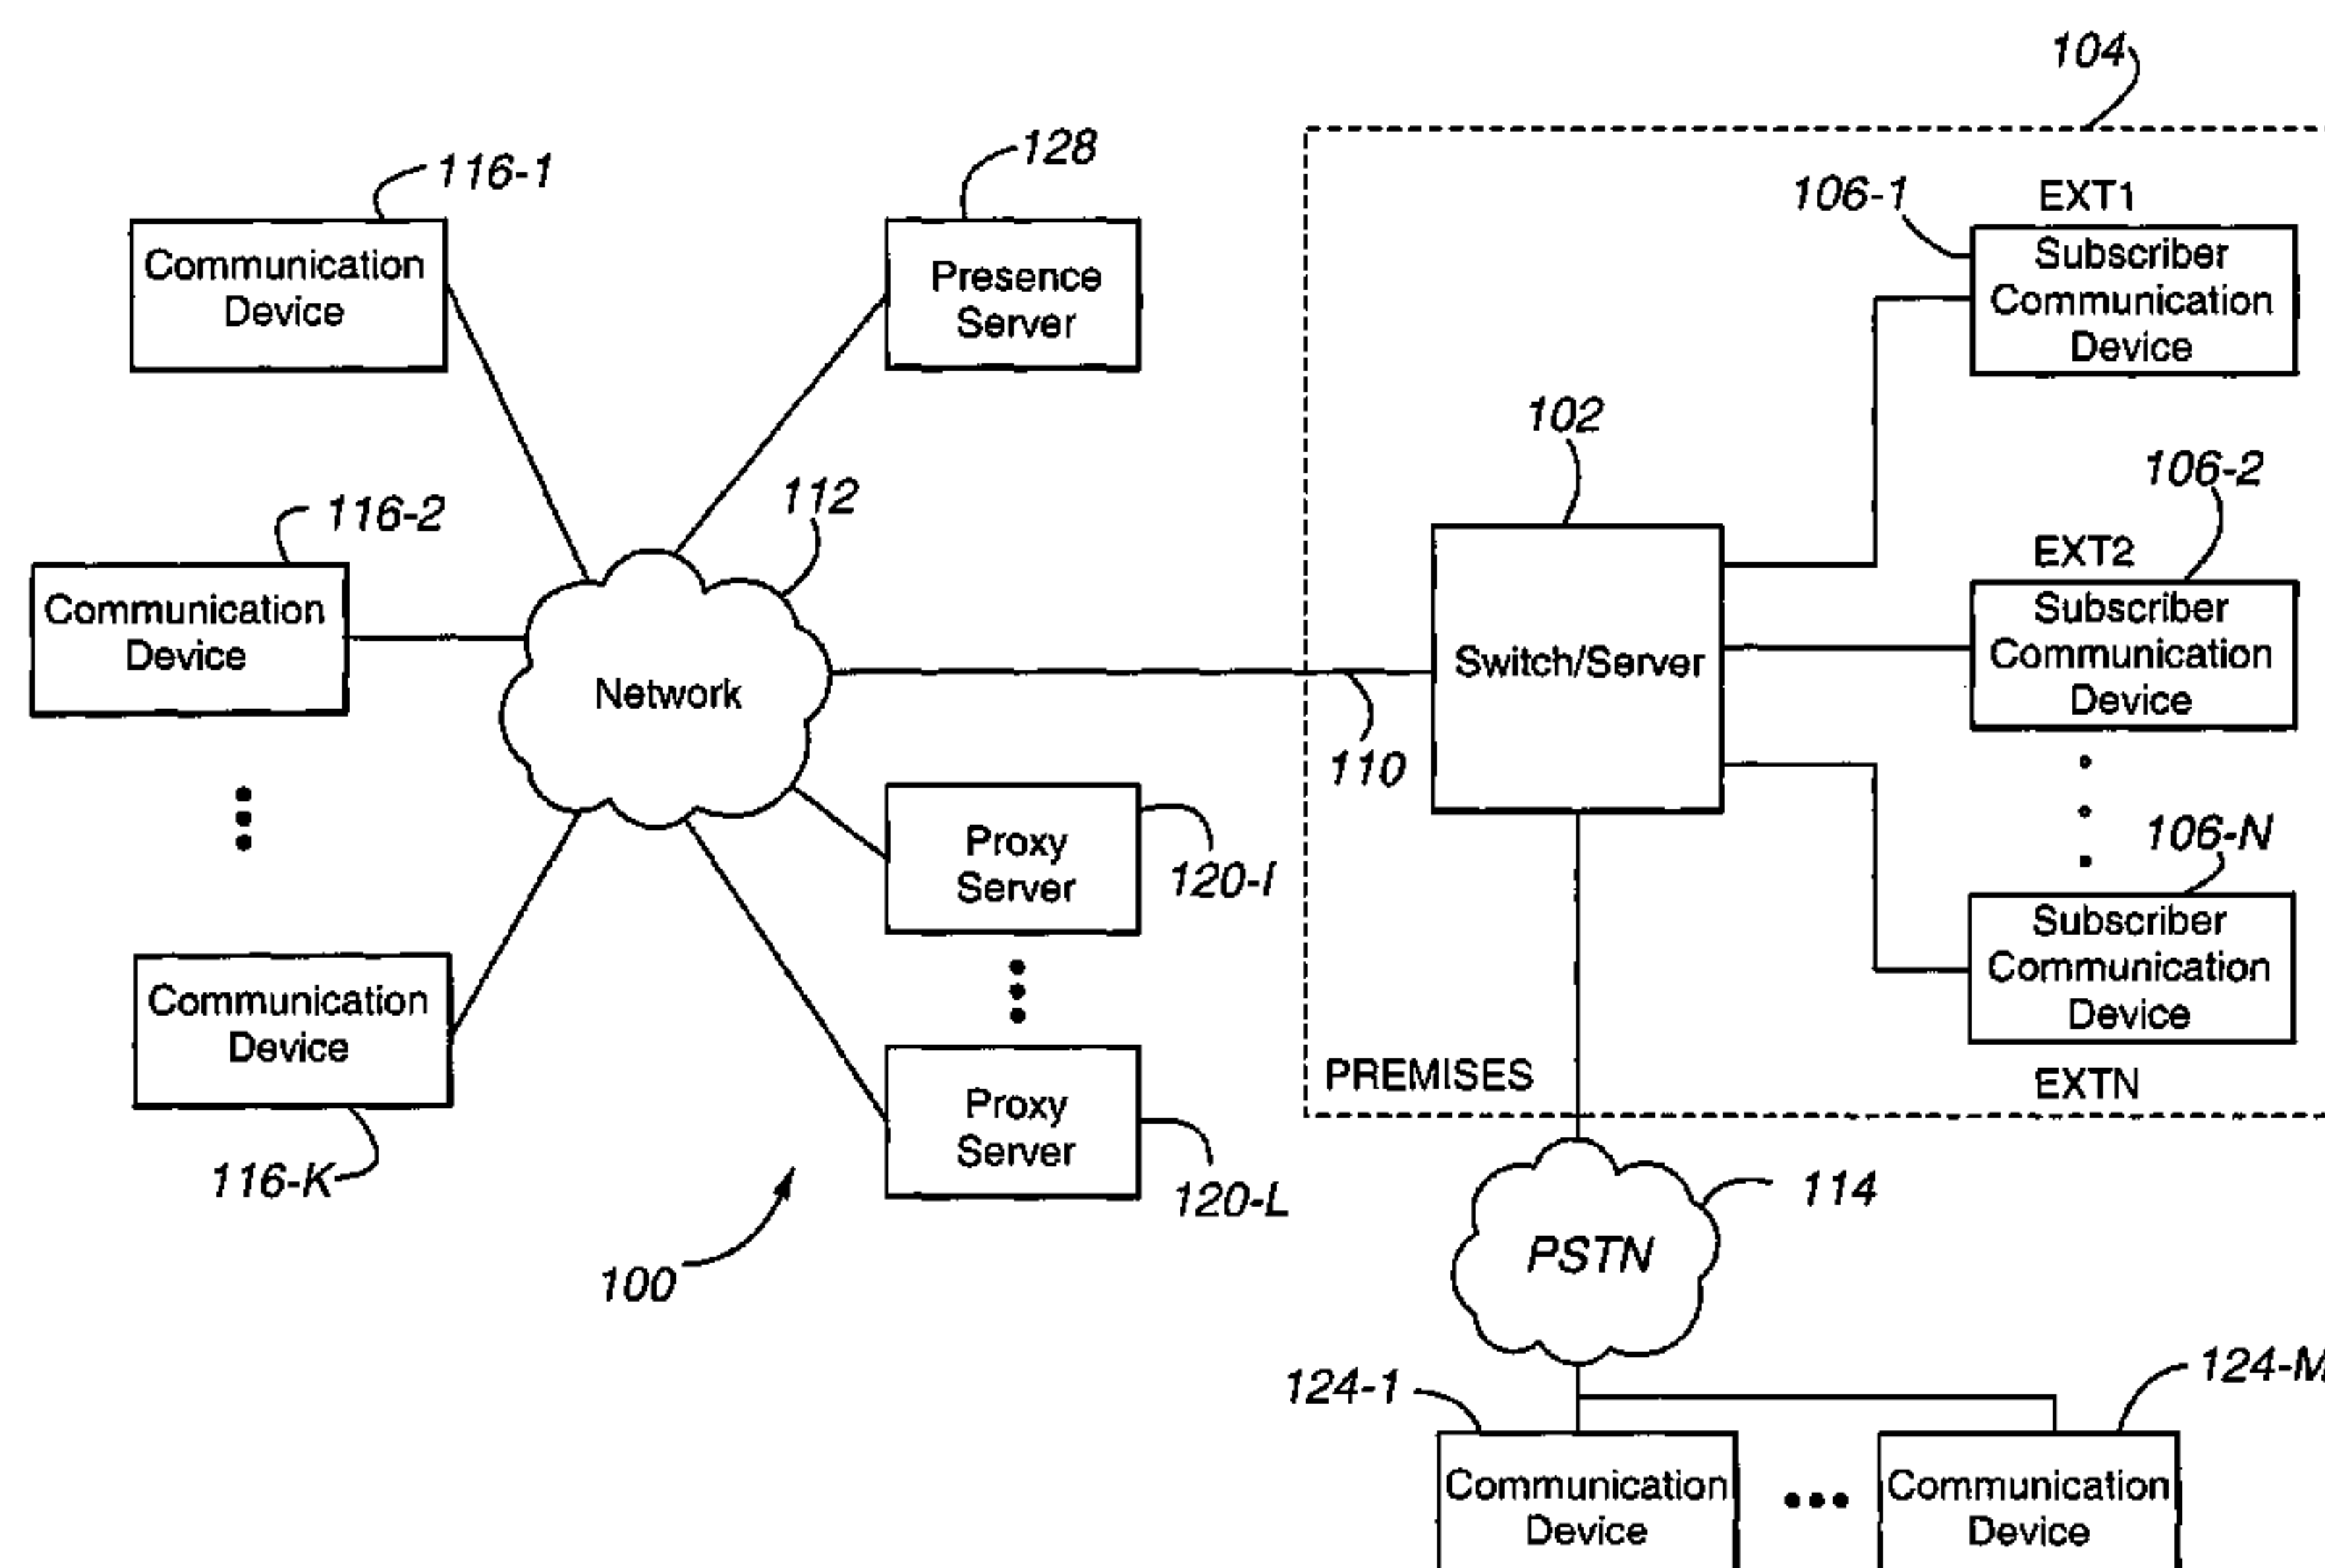 104
128
116-1
106-1
EXT1
Communication
Device
Presence
Server
Subscriber
Communication
Device
102
106-2
116-2
112
EXT2
Communication
Device
Network
Switch/Server
Subscriber
Communication
Device
110
Proxy
Server
120-I
106-N
Subscriber
Communication
Device
Communication
Device
PREMISES
EXTN
Proxy
Server
116-K
120-L
114
100
PSTN
124-1
124-M
Communication
Device
Communication
Device